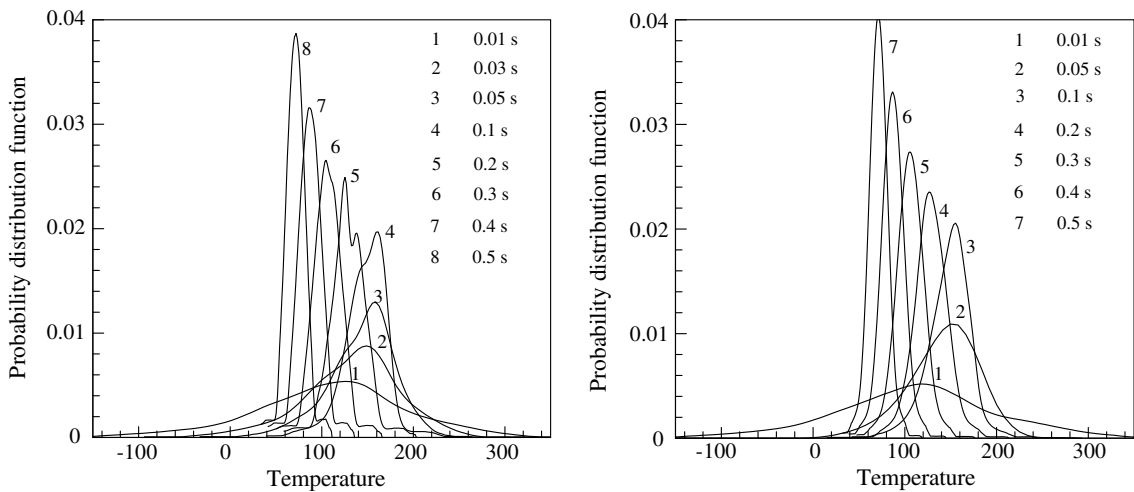 0.04
0.03
0.02
0.01
0
-100
0
100
200
300
Probability distribution function
Temperature
1 0.01 s
2 0.03 s
3 0.05 s
4 0.1 s
5 0.2 s
6 0.3 s
7 0.4 s
8 0.5 s
8
7
6
5
4
3
2
1
0.04
0.03
0.02
0.01
0
-100
0
100
200
300
Probability distribution function
Temperature
1 0.01 s
2 0.05 s
3 0.1 s
4 0.2 s
5 0.3 s
6 0.4 s
7 0.5 s
7
6
5
4
3
2
1